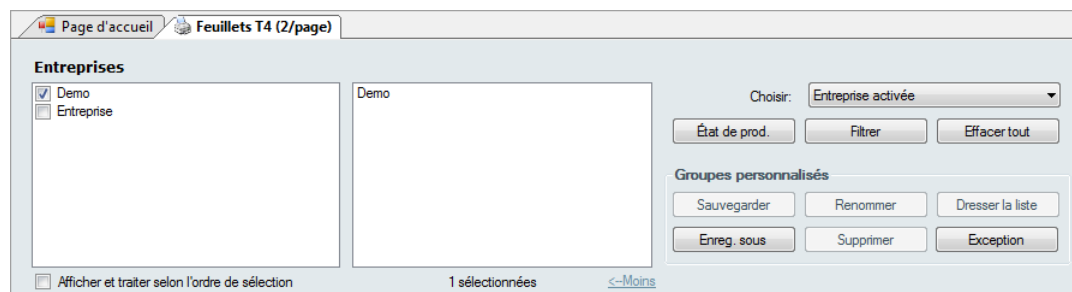 Page d'accueil
Feuillets T4 (2/page)
Entreprises
Demo
Entreprise
Demo
Choisir:
Entreprise activée
État de prod.
Filtrer
Effacer tout
Groupes personnalisés
Sauvegarder
Renommer
Dresser la liste
Enreg. sous
Supprimer
Exception
Afficher et traiter selon l'ordre de sélection
1 sélectionnées
<--Moins